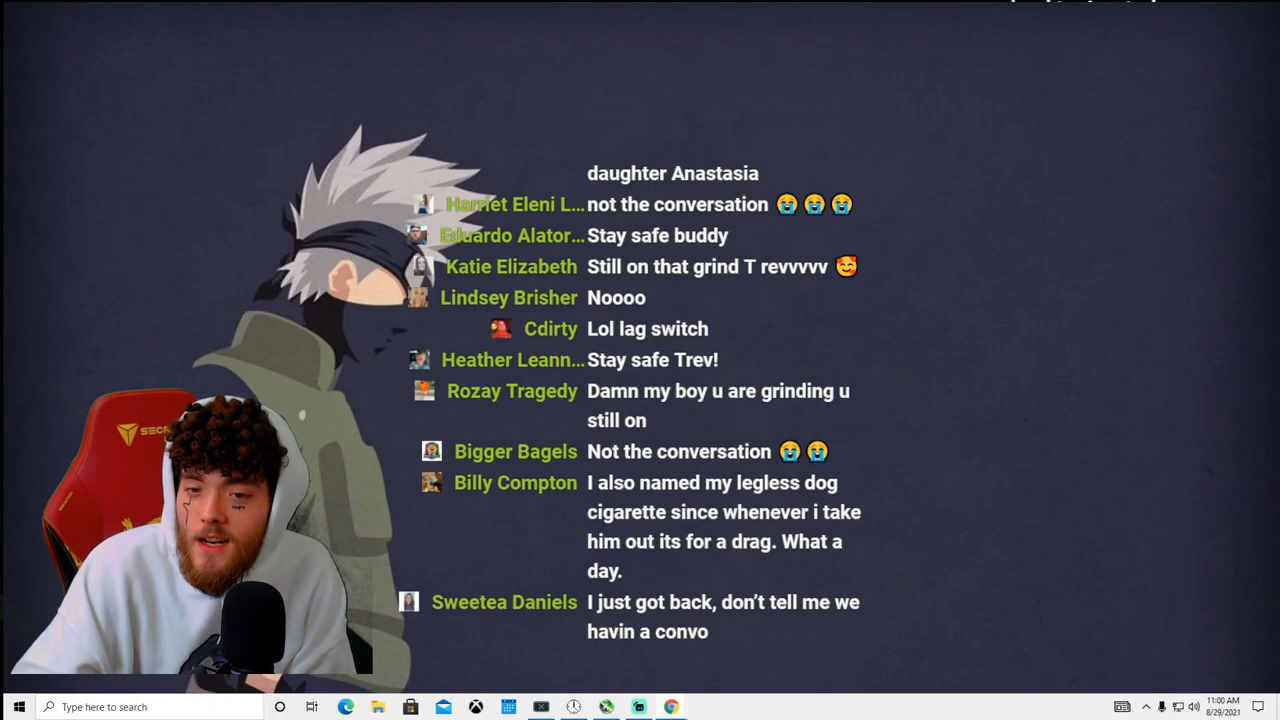 daughter Anastasia
Harriet Eleni L... not the conversation 😭 😭 😭
Eduardo Alator... Stay safe buddy
Katie Elizabeth Still on that grind T revvvvv 🥰
Lindsey Brisher Noooo
Cdirty Lol lag switch
Heather Leann... Stay safe Trev!
Rozay Tragedy Damn my boy u are grinding u
still on
Bigger Bagels Not the conversation 😭 😭
Billy Compton I also named my legless dog
cigarette since whenever i take
him out its for a drag. What a
day.
Sweetea Daniels I just got back, don't tell me we
havin a convo
SECR
Type here to search
11:00 AM
8/29/2021